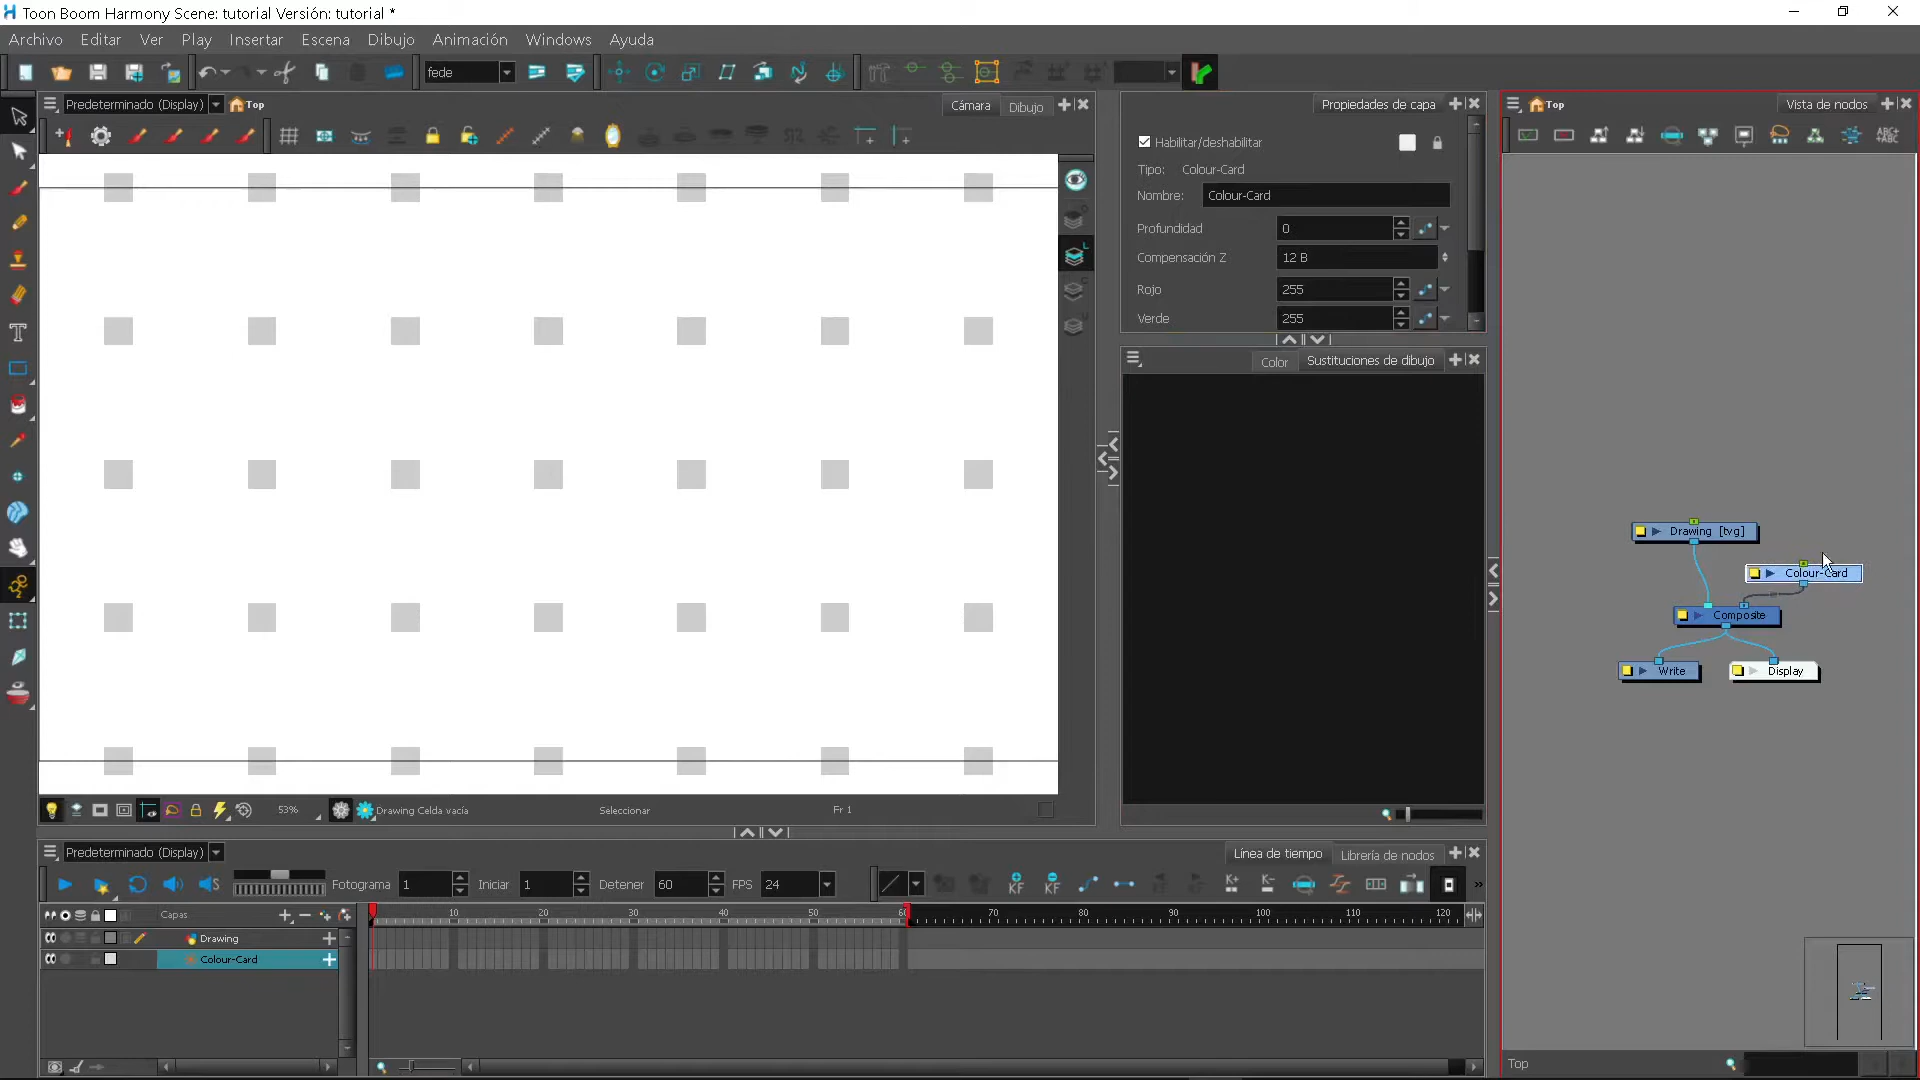 Toon Boom Harmony Scene: tutorial Versión: tutorial *
Archivo Editar Ver Play Insertar Escena Dibujo Animación Windows Ayuda
fede
Predeterminado (Display) Top Cámara Dibujo
Propiedades de capa
Top Vista de nodos
ABC+
ABC
Habilitar/deshabilitar
Tipo: Colour-Card
Nombre: Colour-Card
Profundidad 0
Compensación Z 12 B
Rojo 255
Verde 255
Color Sustituciones de dibujo
Drawing [tvg]
Colour-Card
Composite
Write Display
53% Drawing Celda vacía Seleccionar Fr 1
Predeterminado (Display) Línea de tiempo Librería de nodos
Fotograma 1 Iniciar 1 Detener 60 FPS 24
KF KF K+ K-
Capas 10 20 30 40 50 60 70 80 90 100 110 120
Drawing
Colour-Card
Top